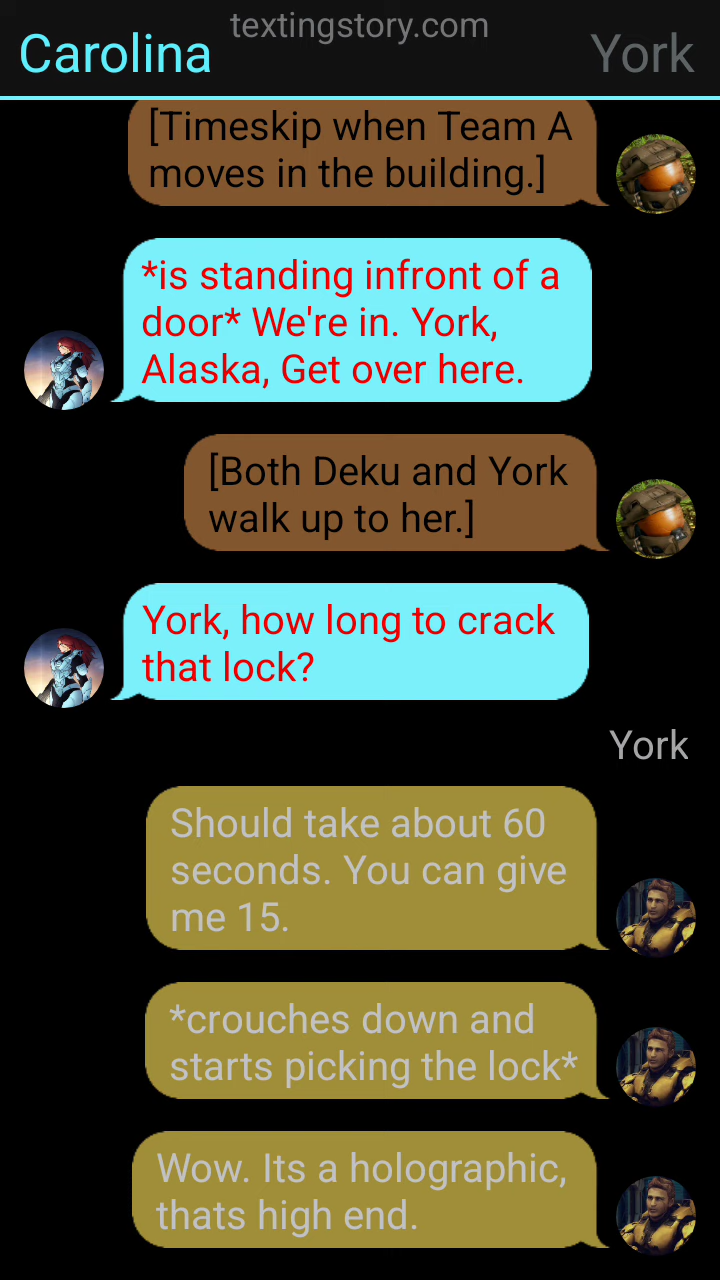 textingstory.com
Carolina
York
[Timeskip when Team A
moves in the building.]
*is standing infront of a
door* We're in. York,
Alaska, Get over here.
[Both Deku and York
walk up to her.]
York, how long to crack
that lock?
York
Should take about 60
seconds. You can give
me 15.
*crouches down and
starts picking the lock*
Wow. Its a holographic,
thats high end.